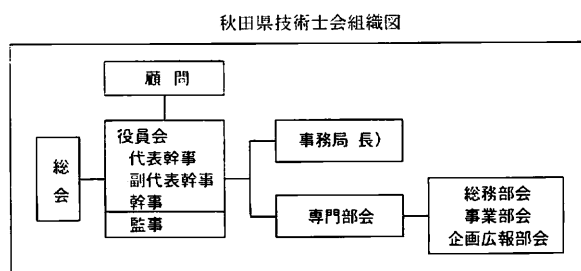 秋田県技術士会組織図
顧問
総会
役員会
代表幹事
副代表幹事
幹事
監事
事務局長）
専門部会
総務部会
事業部会
企画広報部会